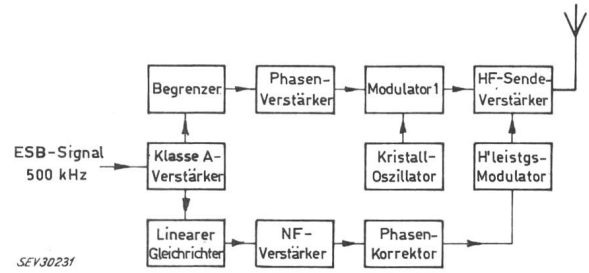 Begrenzer
Phasen-
Verstärker
Modulator 1
HF-Sende-
Verstärker
ESB-Signal
500 kHz
Klasse A-
Verstärker
Kristall-
Oszillator
H'leistgs-
Modulator
Linearer
Gleichrichter
NF-
Verstärker
Phasen-
Korrektor
SEV30231